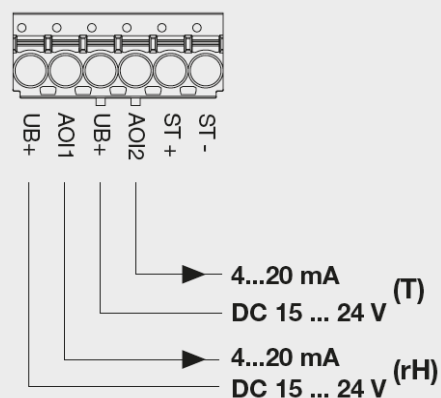 UB+ AOI1 UB+ AOI2 ST + ST -
4...20 mA
DC 15 ... 24 V
(T)
4...20 mA
DC 15 ... 24 V
(rH)